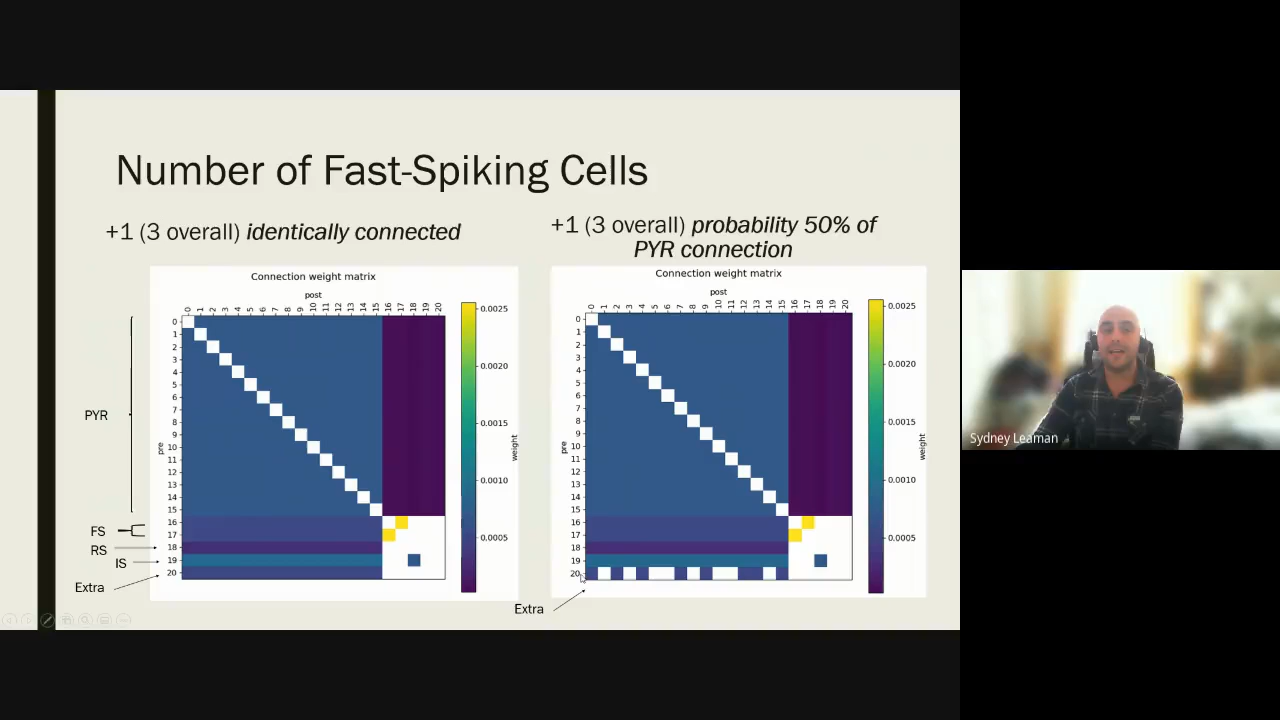 Number of Fast-Spiking Cells
+1 (3 overall) identically connected
+1 (3 overall) probability 50% of
PYR connection
Connection weight matrix
post
0 1 2 3 4 5 6 7 8 9 10 11 12 13 14 15 16 17 18 19 20
0
1
2
3
4
5
6
7
8
9
10
11
12
13
14
15
16
17
18
19
20
pre
0.0025
0.0020
0.0015
0.0010
0.0005
weight
PYR
FS
RS
IS
Extra
Connection weight matrix
post
0 1 2 3 4 5 6 7 8 9 10 11 12 13 14 15 16 17 18 19 20
0
1
2
3
4
5
6
7
8
9
10
11
12
13
14
15
16
17
18
19
20
pre
0.0025
0.0020
0.0015
0.0010
0.0005
weight
Extra
Sydney Leaman